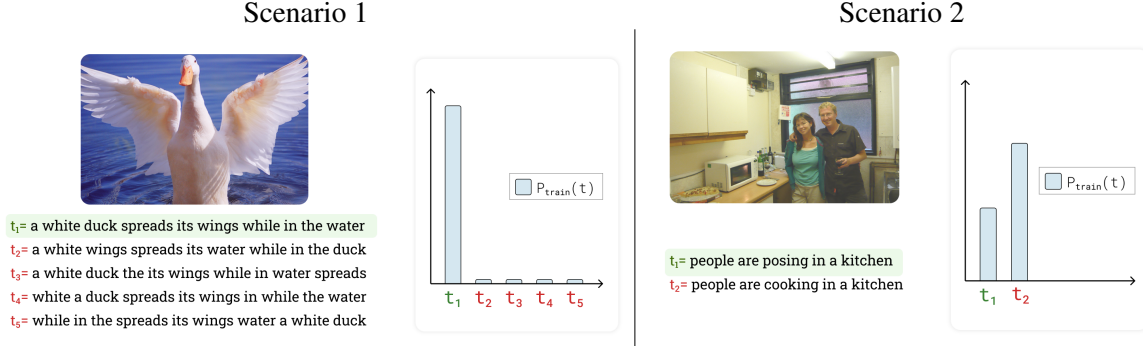 Scenario 1
t₁= a white duck spreads its wings while in the water
t₂= a white wings spreads its water while in the duck
t₃= a white duck the its wings while in water spreads
t₄= white a duck spreads its wings in while the water
t₅= while in the spreads its wings water a white duck
P_train(t)
t₁ t₂ t₃ t₄ t₅
Scenario 2
t₁= people are posing in a kitchen
t₂= people are cooking in a kitchen
P_train(t)
t₁ t₂